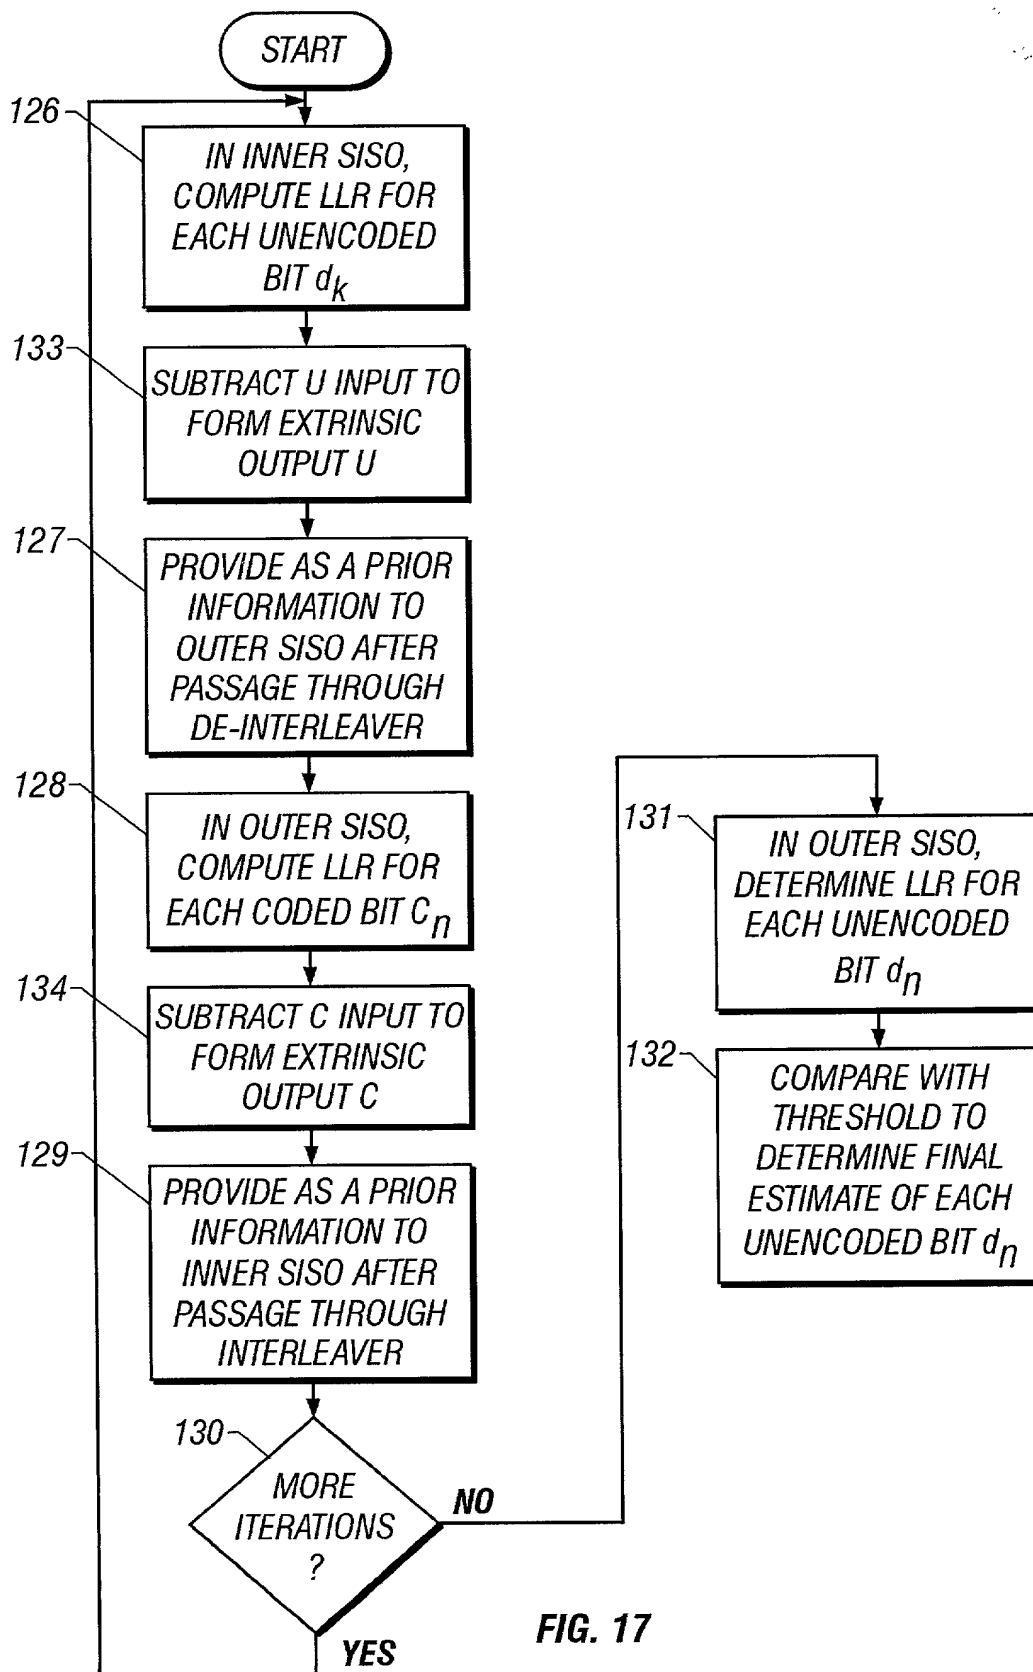 START
126
IN INNER SISO,
COMPUTE LLR FOR
EACH UNENCODED
BIT dk
133
SUBTRACT U INPUT TO
FORM EXTRINSIC
OUTPUT U
127
PROVIDE AS A PRIOR
INFORMATION TO
OUTER SISO AFTER
PASSAGE THROUGH
DE-INTERLEAVER
128
IN OUTER SISO,
COMPUTE LLR FOR
EACH CODED BIT Cn
134
SUBTRACT C INPUT TO
FORM EXTRINSIC
OUTPUT C
129
PROVIDE AS A PRIOR
INFORMATION TO
INNER SISO AFTER
PASSAGE THROUGH
INTERLEAVER
130
MORE
ITERATIONS
?
NO
YES
131
IN OUTER SISO,
DETERMINE LLR FOR
EACH UNENCODED
BIT dn
132
COMPARE WITH
THRESHOLD TO
DETERMINE FINAL
ESTIMATE OF EACH
UNENCODED BIT dn
FIG. 17